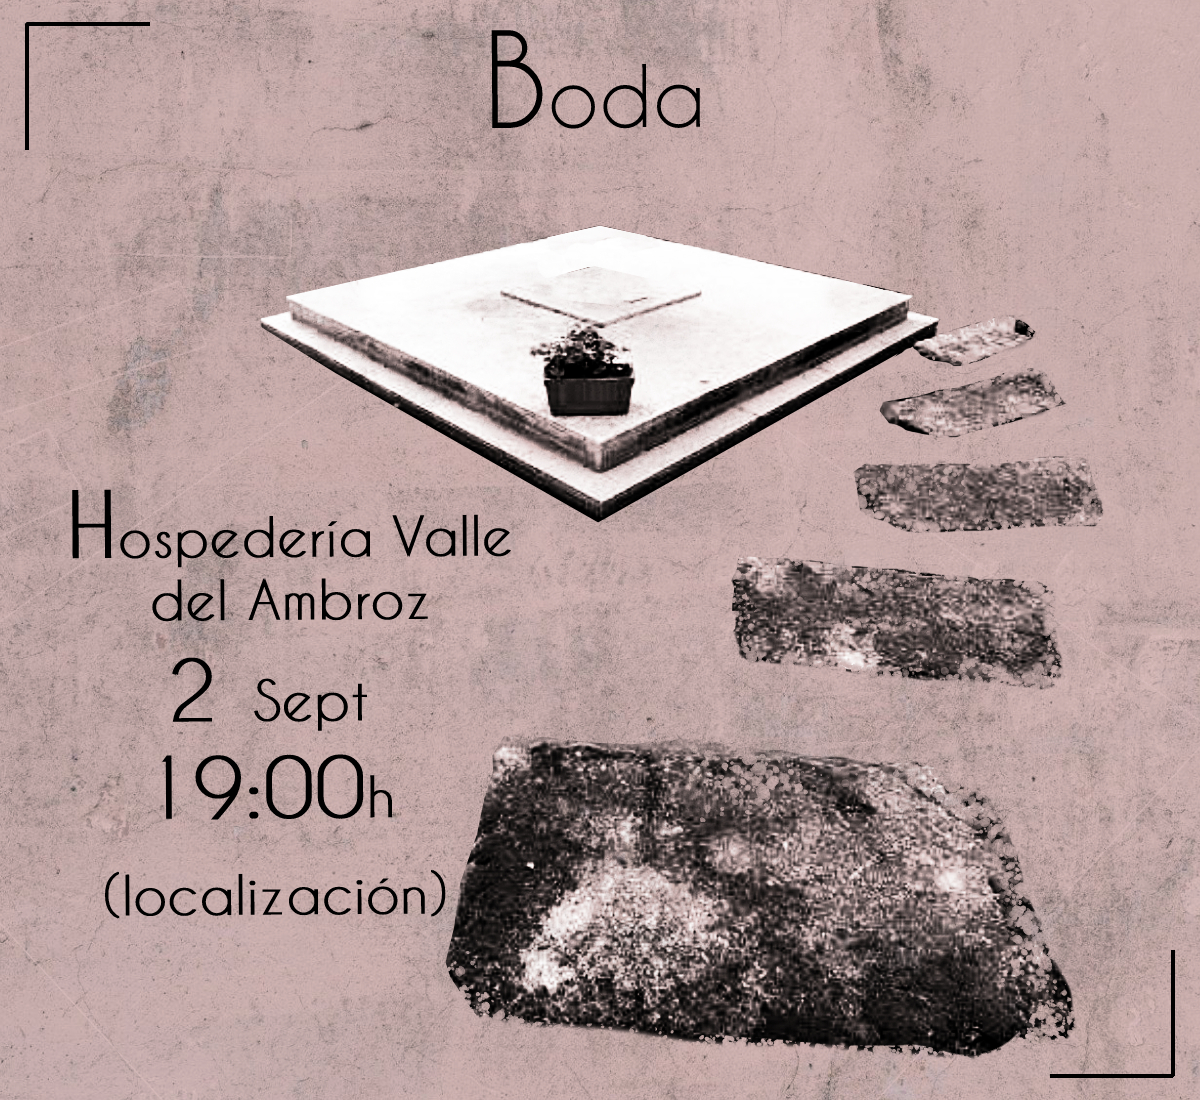 Boda
Hospedería Valle
del Ambroz
2 Sept
19:00h
(localización)